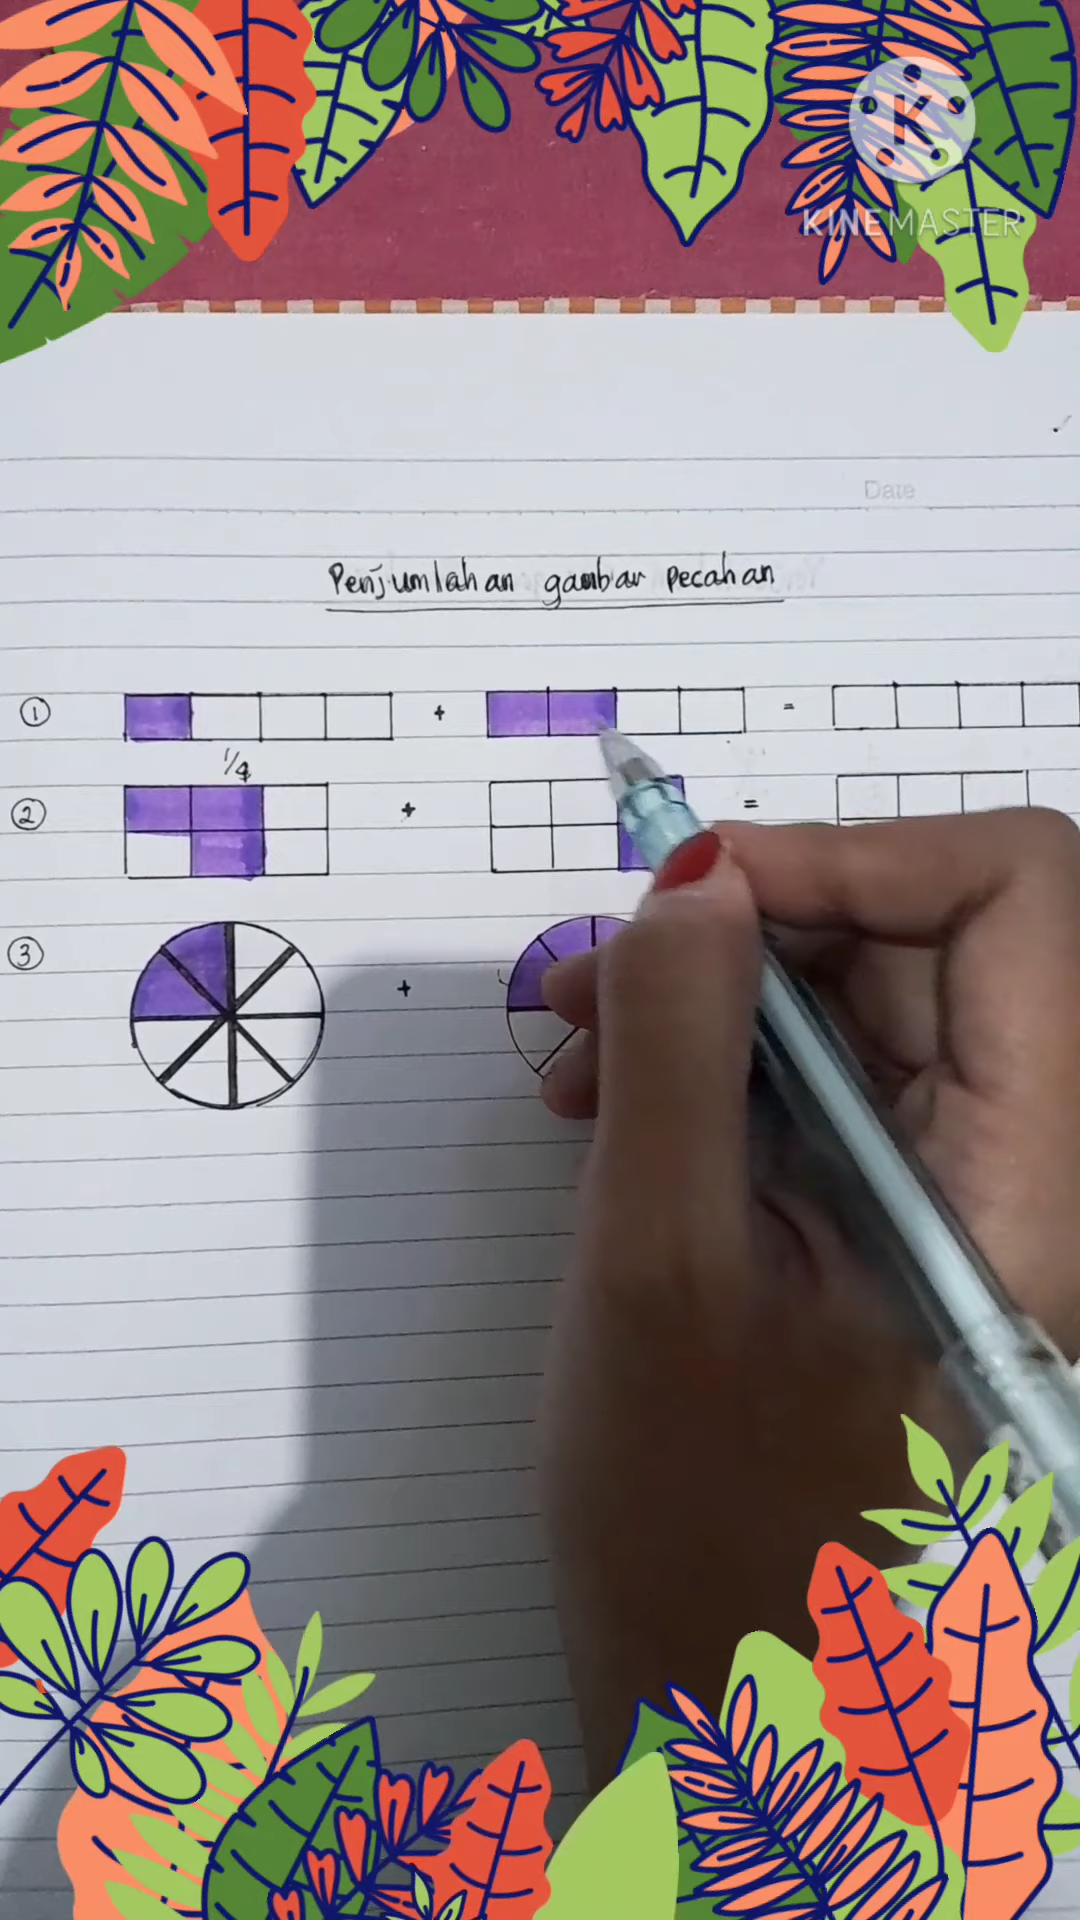 KINEMASTER
Date
Penjumlahan gambar pecahan
1 + =
1/4
2 + =
3 +